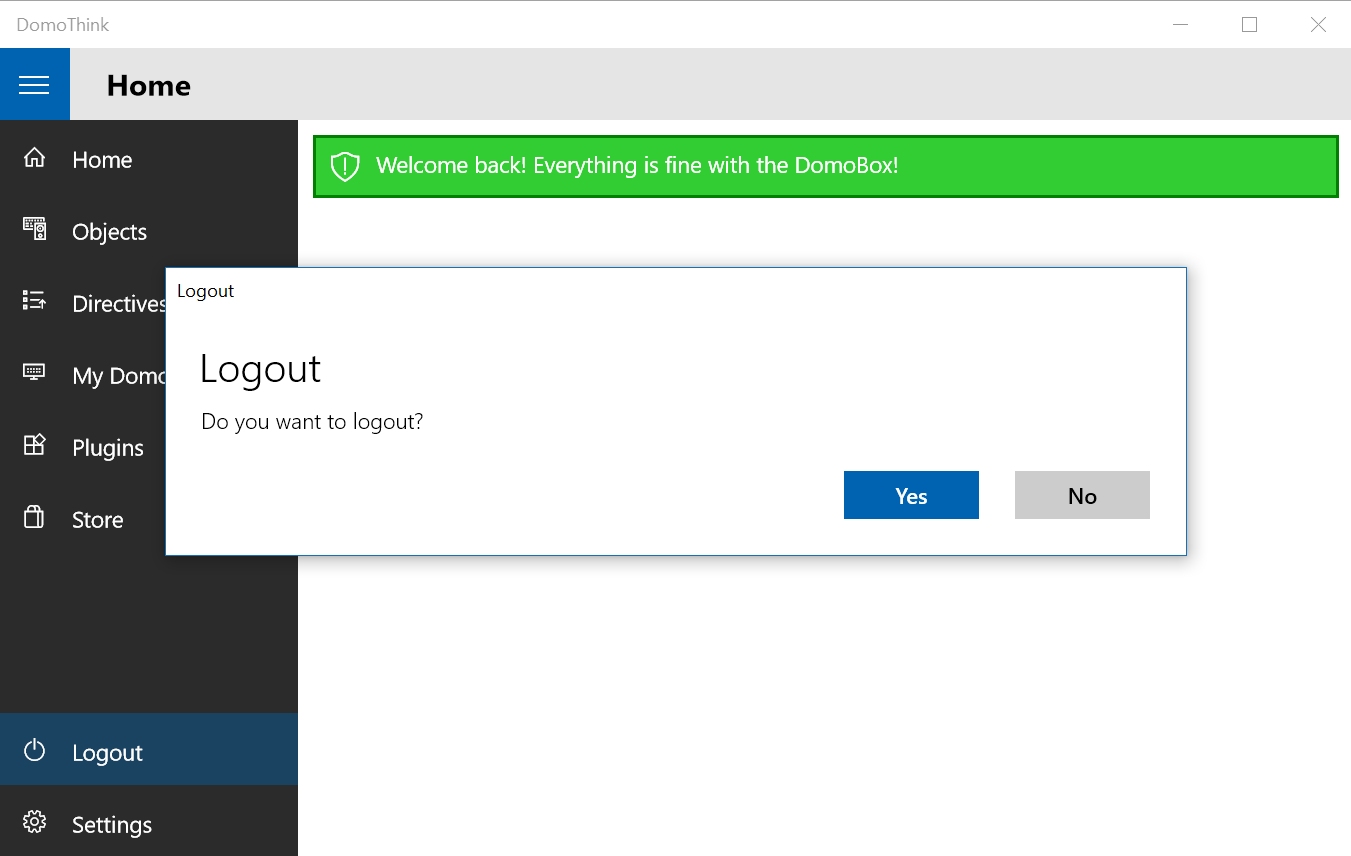 DomoThink
Home
Home
Objects
Directives
My Domo
Plugins
Store
Logout
Settings
Welcome back! Everything is fine with the DomoBox!
Logout
Logout
Do you want to logout?
Yes
No